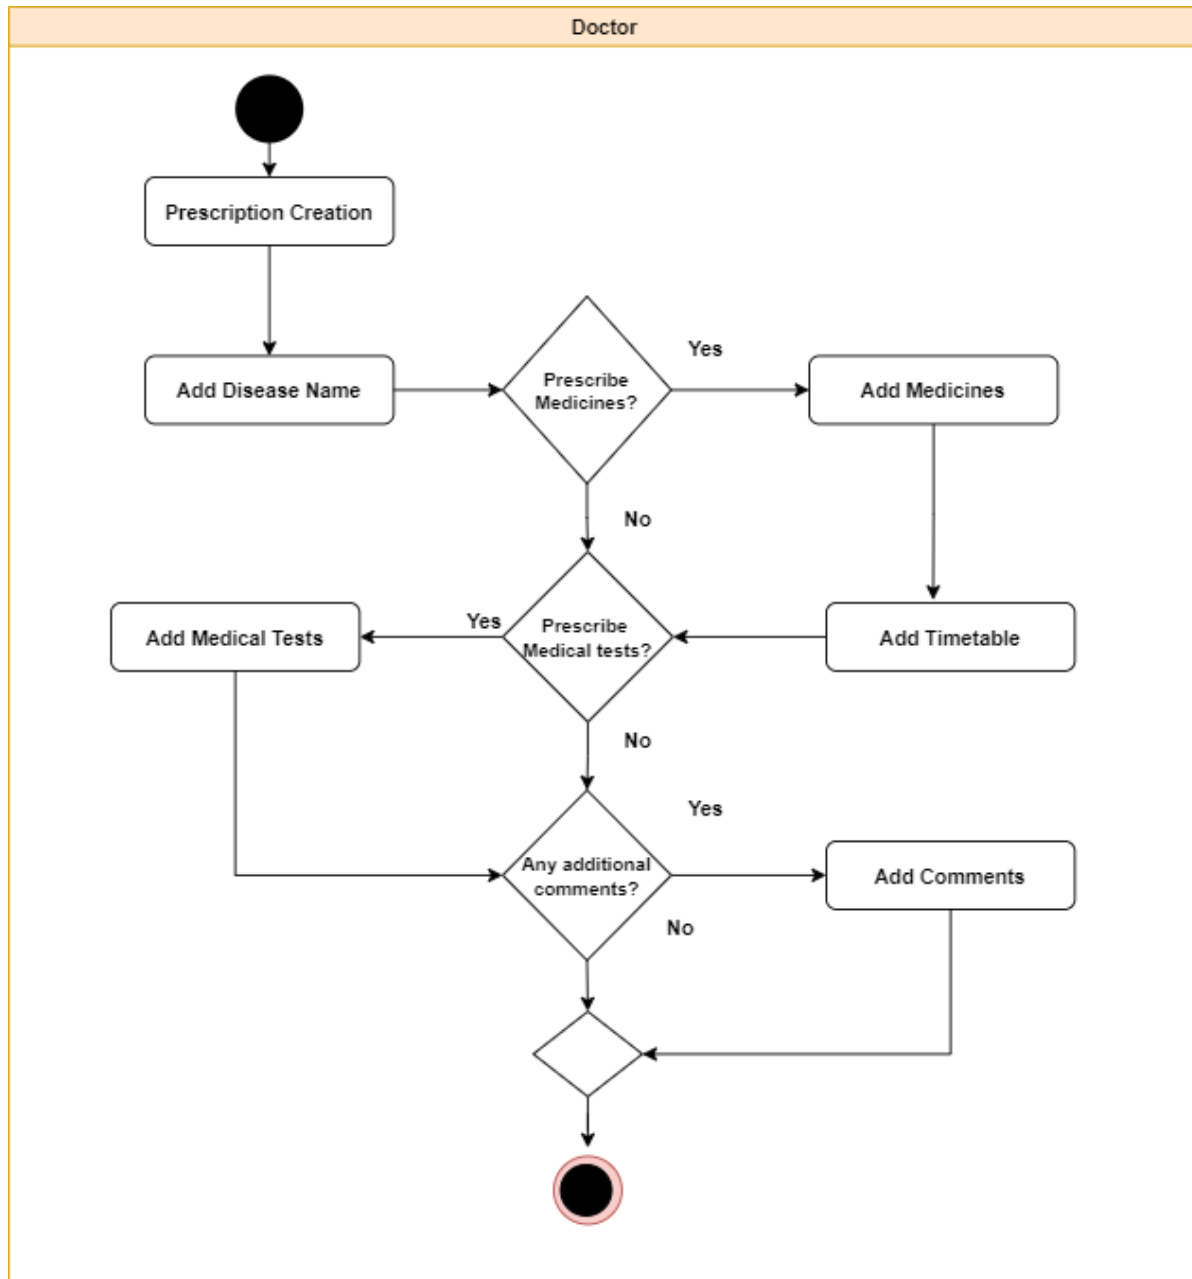 Doctor
Prescription Creation
Add Disease Name
Prescribe
Medicines?
Yes
Add Medicines
No
Add Medical Tests
Yes
Prescribe
Medical tests?
Add Timetable
No
Any additional
comments?
Yes
Add Comments
No